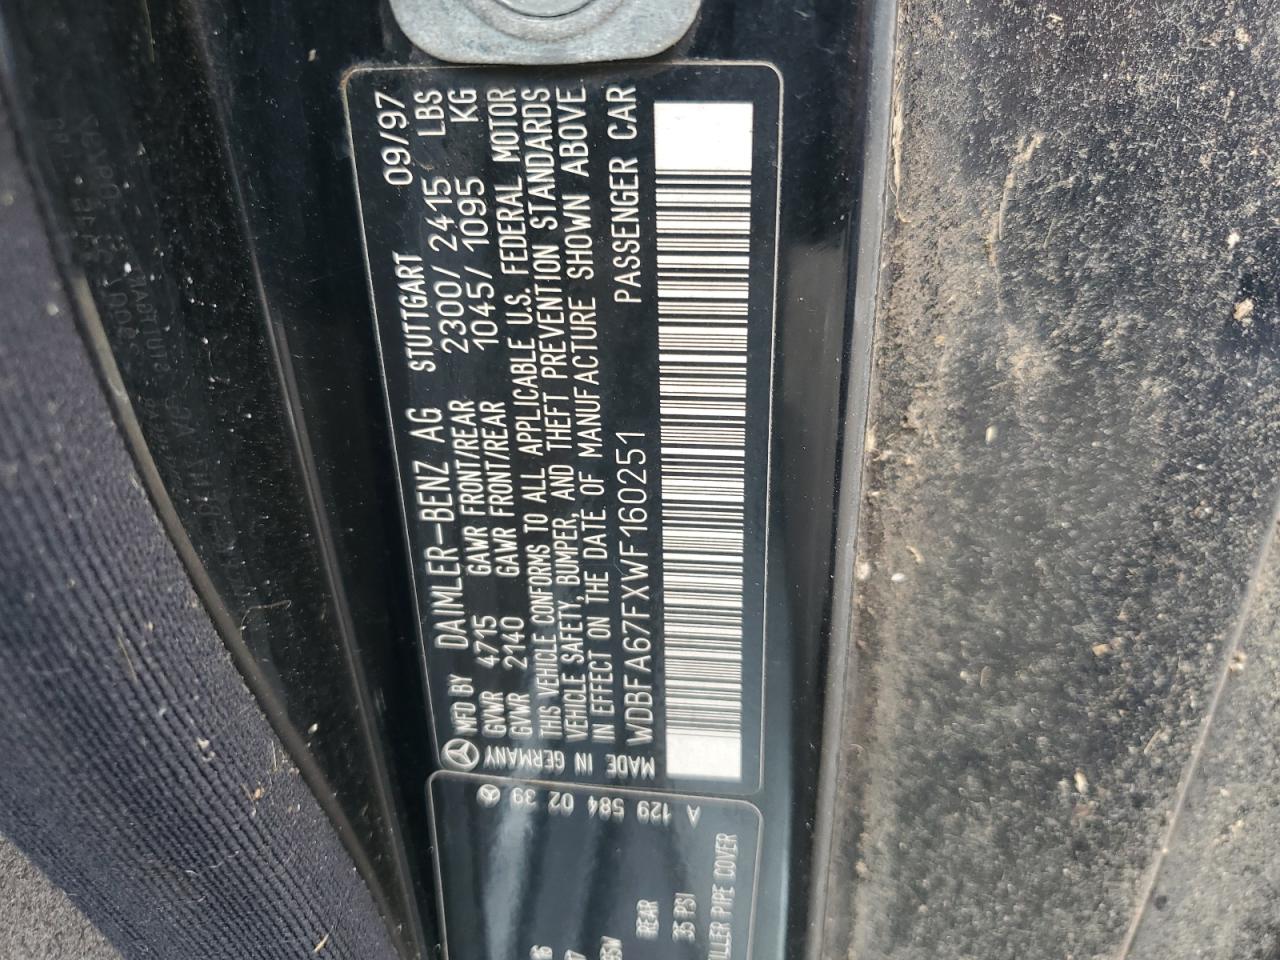 MFD BY DAIMLER-BENZ AG STUTTGART 09/97
GVWR 4715 GAWR FRONT/REAR 2300/ 2415 LBS
GVWR 2140 GAWR FRONT/REAR 1045/ 1095 KG
THIS VEHICLE CONFORMS TO ALL APPLICABLE U.S. FEDERAL MOTOR
VEHICLE SAFETY, BUMPER, AND THEFT PREVENTION STANDARDS
IN EFFECT ON THE DATE OF MANUFACTURE SHOWN ABOVE
WDBFA67FXWF160251 PASSENGER CAR
MADE IN GERMANY
A 129 584 02 39
REAR
35 PSI
PIPE COVER